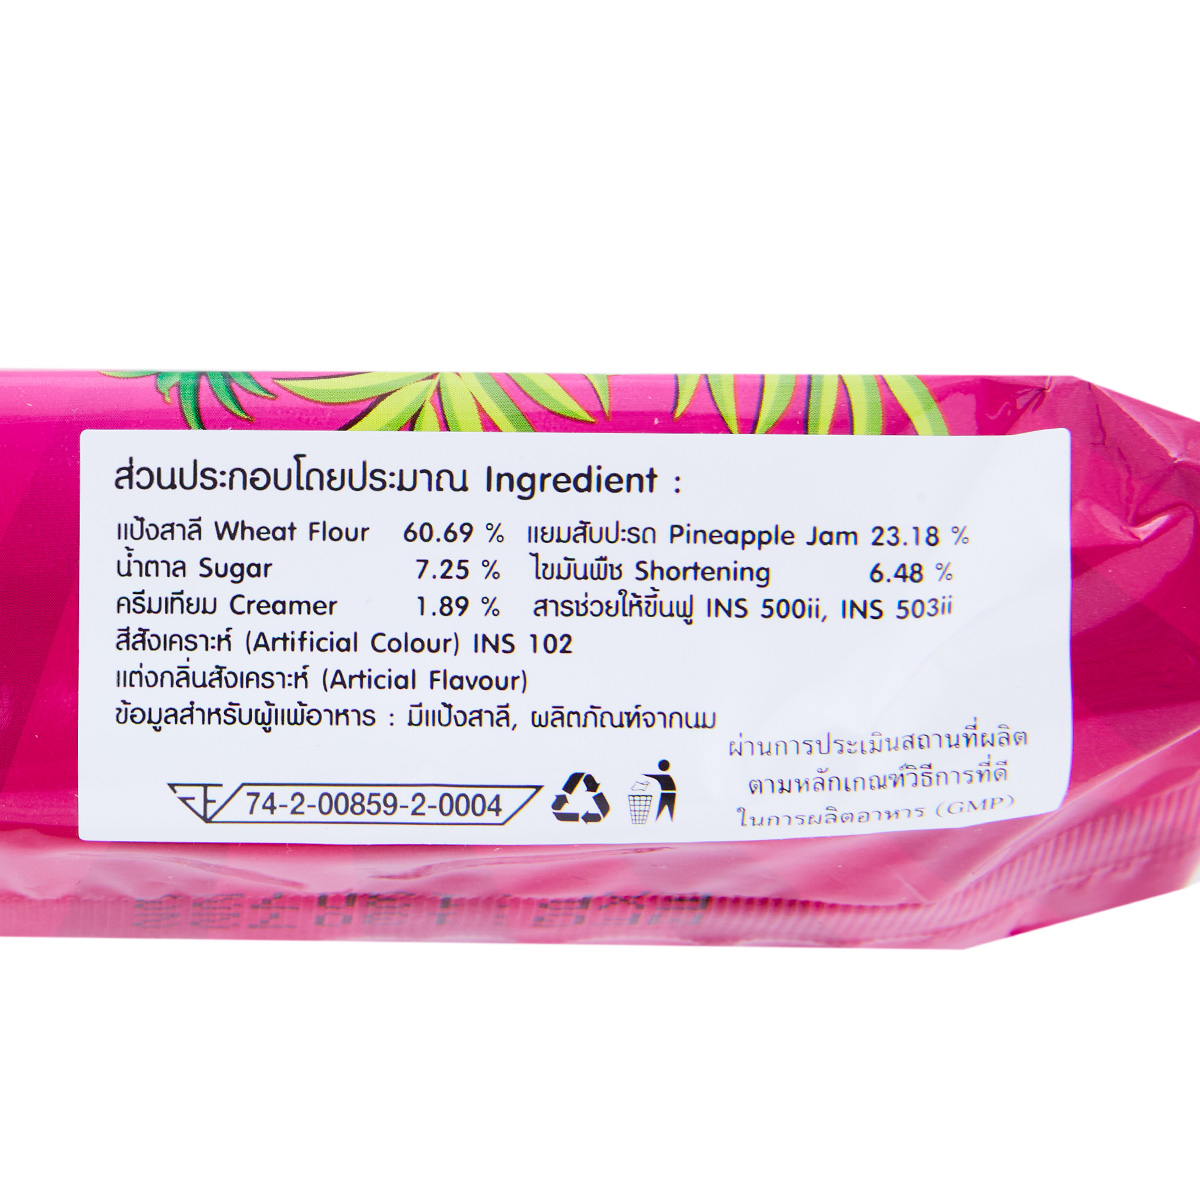 ส่วนประกอบโดยประมาณ Ingredient :
แป้งสาลี Wheat Flour 60.69 % แยมสับปะรด Pineapple Jam 23.18 %
น้ำตาล Sugar 7.25 % ไขมันพืช Shortening 6.48 %
ครีมเทียม Creamer 1.89 % สารช่วยให้ขึ้นฟู INS 500ii, INS 503ii
สีสังเคราะห์ (Artificial Colour) INS 102
แต่งกลิ่นสังเคราะห์ (Articial Flavour)
ข้อมูลสำหรับผู้แพ้อาหาร : มีแป้งสาลี, ผลิตภัณฑ์จากนม
ผ่านการประเมินสถานที่ผลิต
ตามหลักเกณฑ์วิธีการที่ดี
ในการผลิตอาหาร (GMP)
74-2-00859-2-0004